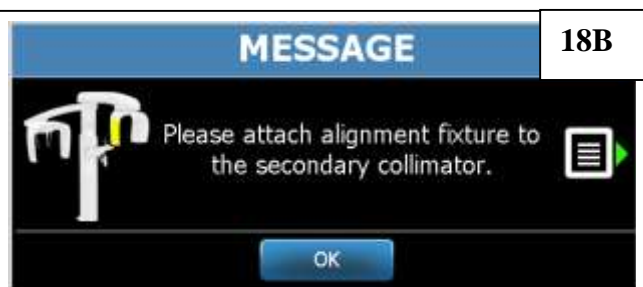 MESSAGE
18B
Please attach alignment fixture to
the secondary collimator.
OK